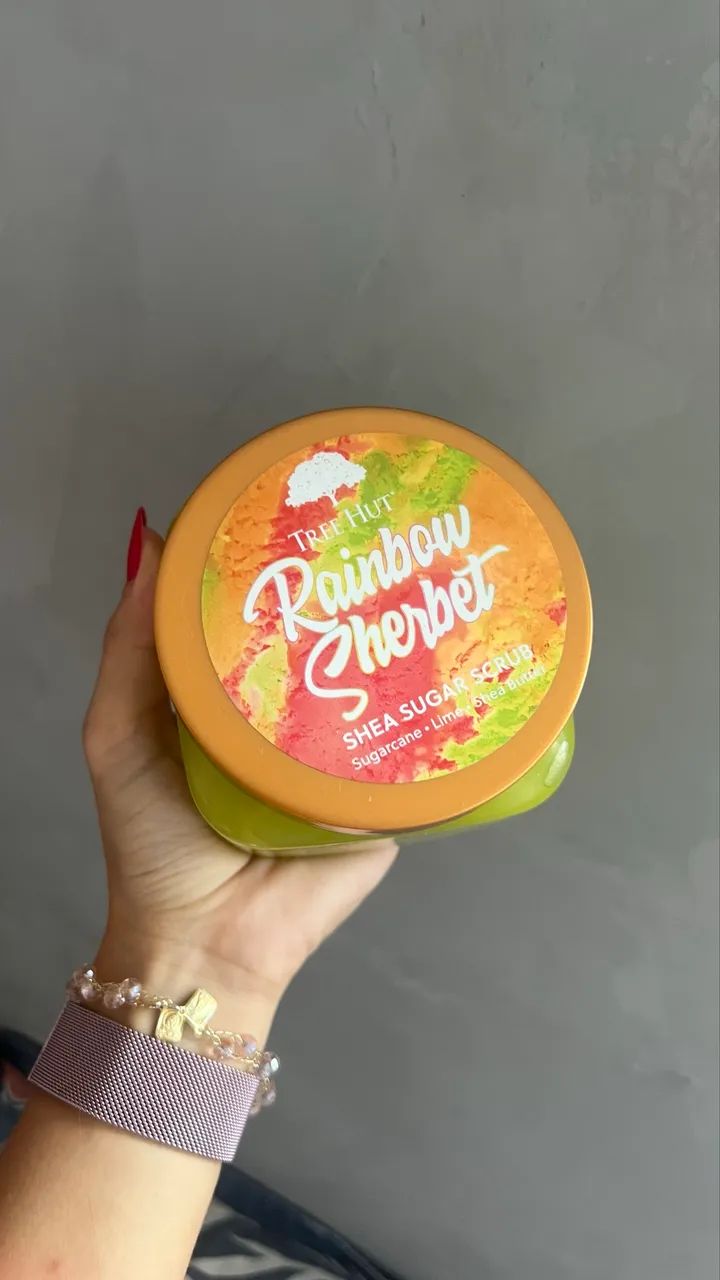 TREE HUT
Rainbow
Sherbet
SHEA SUGAR SCRUB
Sugarcane • Lime • Shea Butter